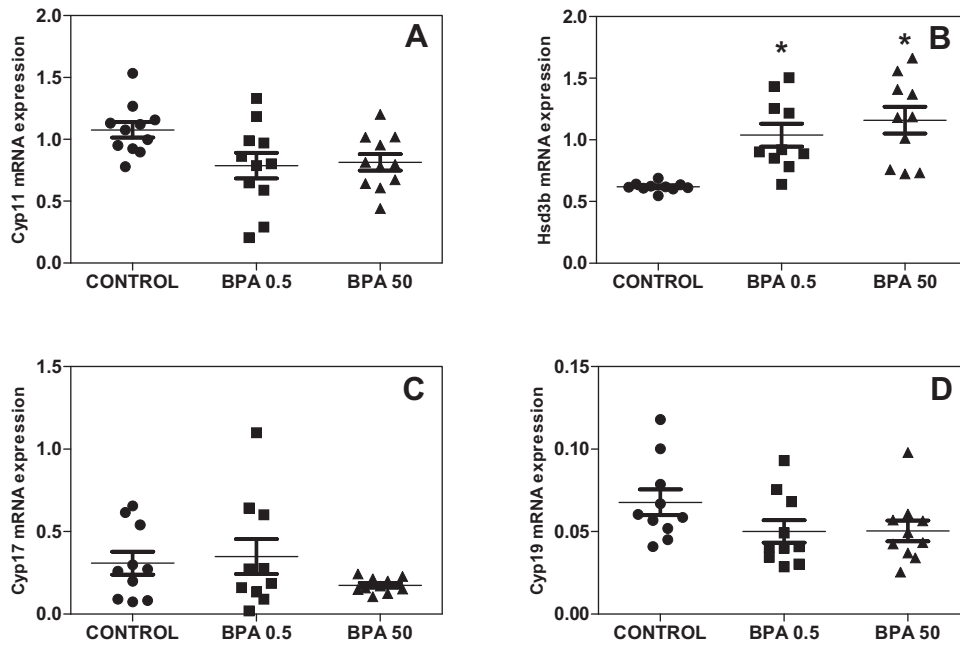 A
Cyp11 mRNA expression
2.0
1.5
1.0
0.5
0.0
CONTROL BPA 0.5 BPA 50
B
Hsd3b mRNAexpression
2.0
1.5
1.0
0.5
0.0
* *
CONTROL BPA 0.5 BPA 50
C
Cyp17 mRNA expression
1.5
1.0
0.5
0.0
CONTROL BPA 0.5 BPA 50
D
Cyp19 mRNA expression
0.15
0.10
0.05
0.00
CONTROL BPA 0.5 BPA 50